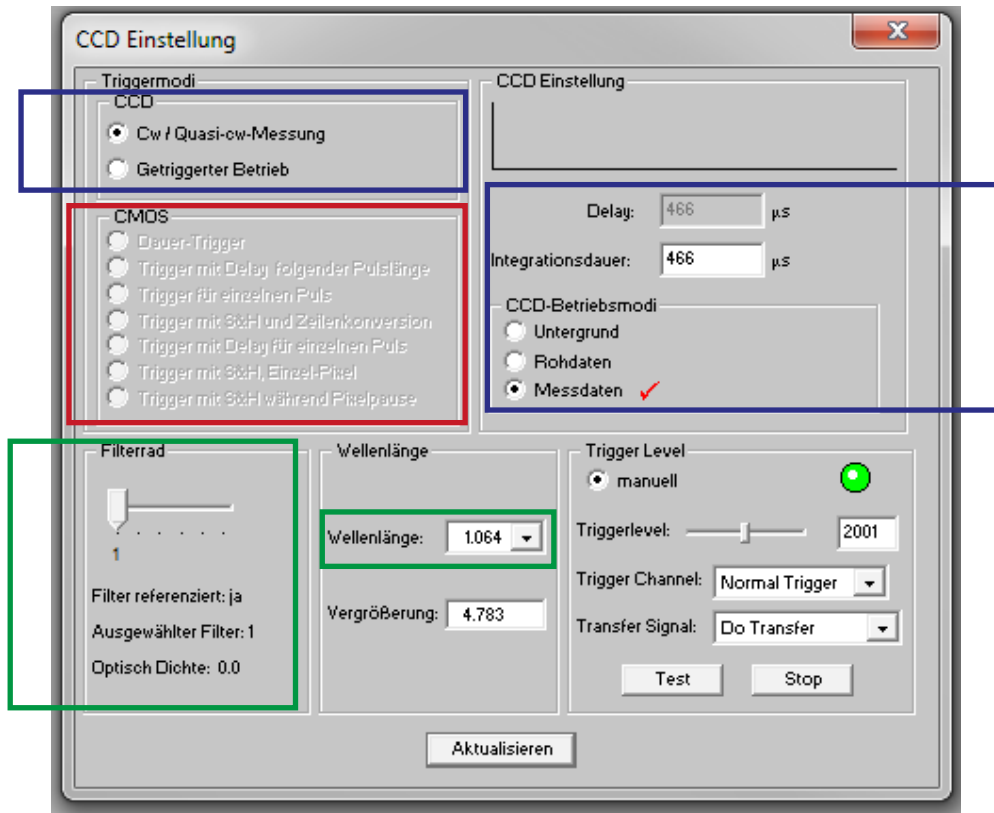 CCD Einstellung
Triggermodi
CCD
Cw / Quasi-cw-Messung
Getriggerter Betrieb
CMOS
Dauer-Trigger
Trigger mit Delay folgender Pulslänge
Trigger für einzelnen Puls
Trigger mit S&H und Zeilenkonversion
Trigger mit Delay für einzelnen Puls
Trigger mit S&H, Einzel-Pixel
Trigger mit S&H während Pixelpause
CCD Einstellung
Delay: 466 µs
Integrationsdauer: 466 µs
CCD-Betriebsmodi
Untergrund
Rohdaten
Messdaten
Filterrad
1
Filter referenziert: ja
Ausgewählter Filter: 1
Optisch Dichte: 0.0
Wellenlänge
Wellenlänge: 1.064
Vergrößerung: 4.783
Trigger Level
manuell
Triggerlevel: 2001
Trigger Channel: Normal Trigger
Transfer Signal: Do Transfer
Test Stop
Aktualisieren